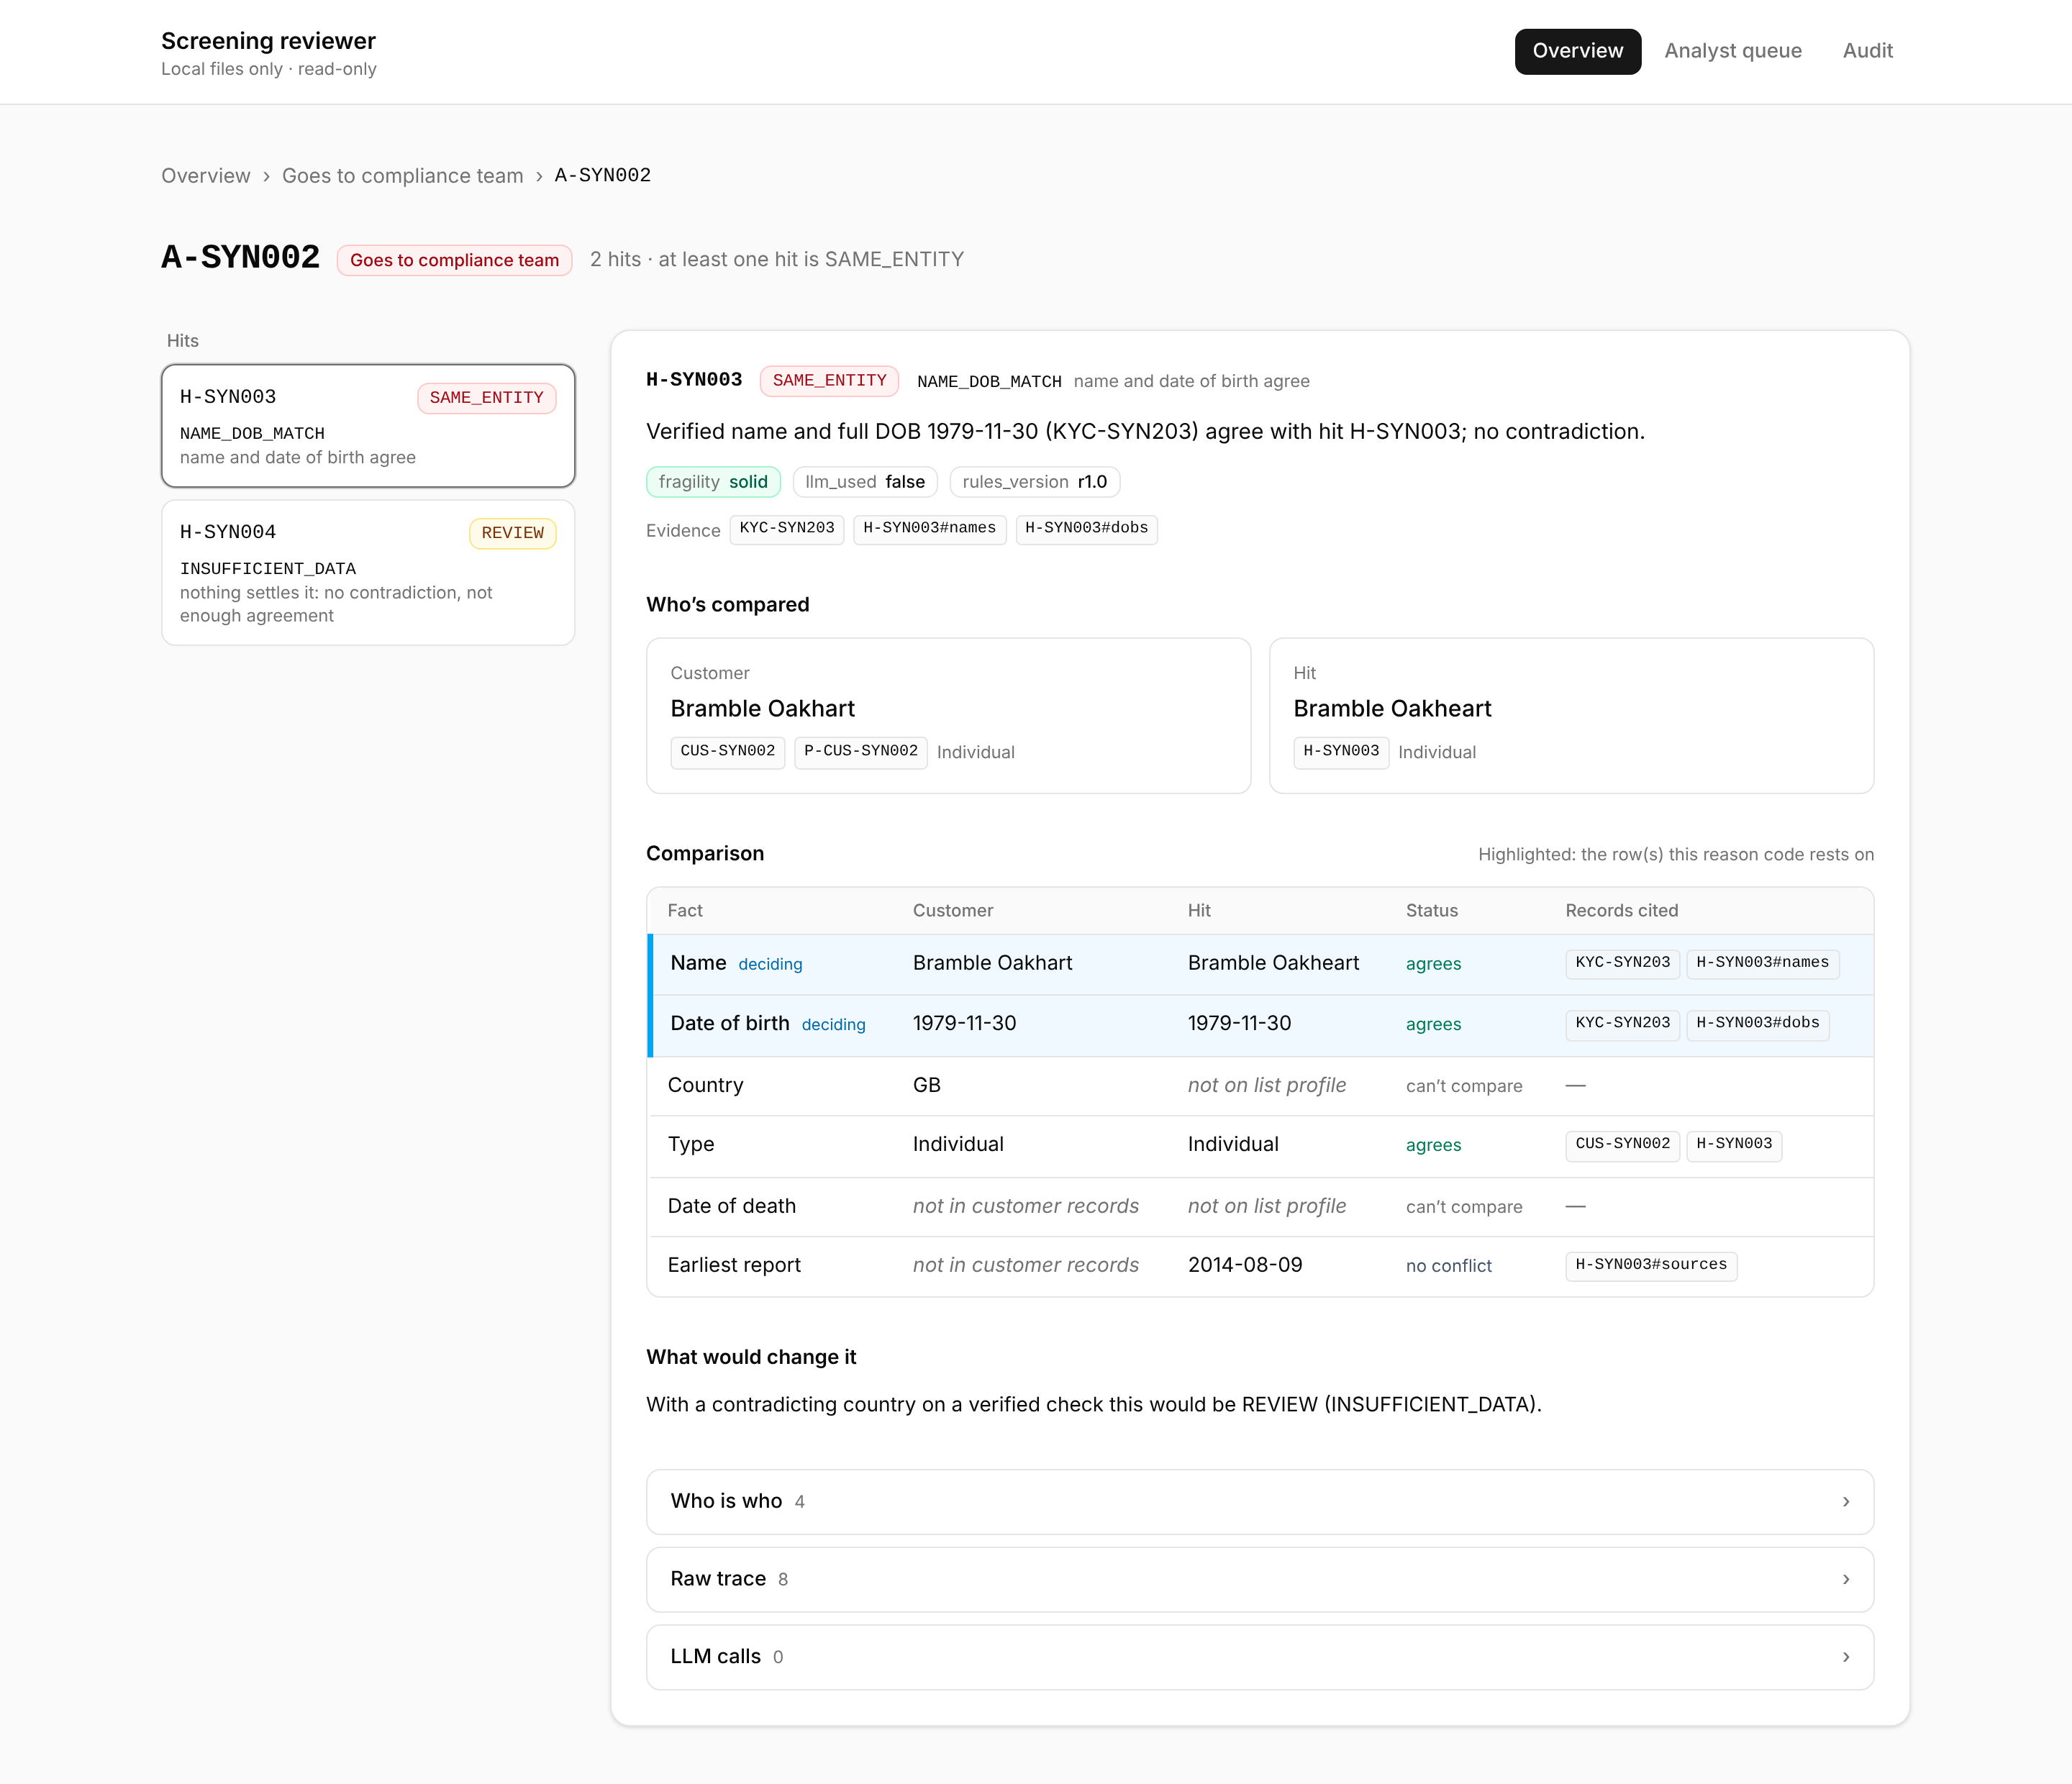 Screening reviewer
Local files only · read-only
Overview Analyst queue Audit
Overview › Goes to compliance team › A-SYN002
A-SYN002 Goes to compliance team 2 hits · at least one hit is SAME_ENTITY
Hits
H-SYN003 SAME_ENTITY
NAME_DOB_MATCH
name and date of birth agree
H-SYN004 REVIEW
INSUFFICIENT_DATA
nothing settles it: no contradiction, not
enough agreement
H-SYN003 SAME_ENTITY NAME_DOB_MATCH name and date of birth agree
Verified name and full DOB 1979-11-30 (KYC-SYN203) agree with hit H-SYN003; no contradiction.
fragility solid llm_used false rules_version r1.0
Evidence KYC-SYN203 H-SYN003#names H-SYN003#dobs
Who’s compared
Customer
Bramble Oakhart
CUS-SYN002 P-CUS-SYN002 Individual
Hit
Bramble Oakheart
H-SYN003 Individual
Comparison Highlighted: the row(s) this reason code rests on
Fact Customer Hit Status Records cited
Name deciding Bramble Oakhart Bramble Oakheart agrees KYC-SYN203 H-SYN003#names
Date of birth deciding 1979-11-30 1979-11-30 agrees KYC-SYN203 H-SYN003#dobs
Country GB not on list profile can’t compare —
Type Individual Individual agrees CUS-SYN002 H-SYN003
Date of death not in customer records not on list profile can’t compare —
Earliest report not in customer records 2014-08-09 no conflict H-SYN003#sources
What would change it
With a contradicting country on a verified check this would be REVIEW (INSUFFICIENT_DATA).
Who is who 4 ›
Raw trace 8 ›
LLM calls 0 ›